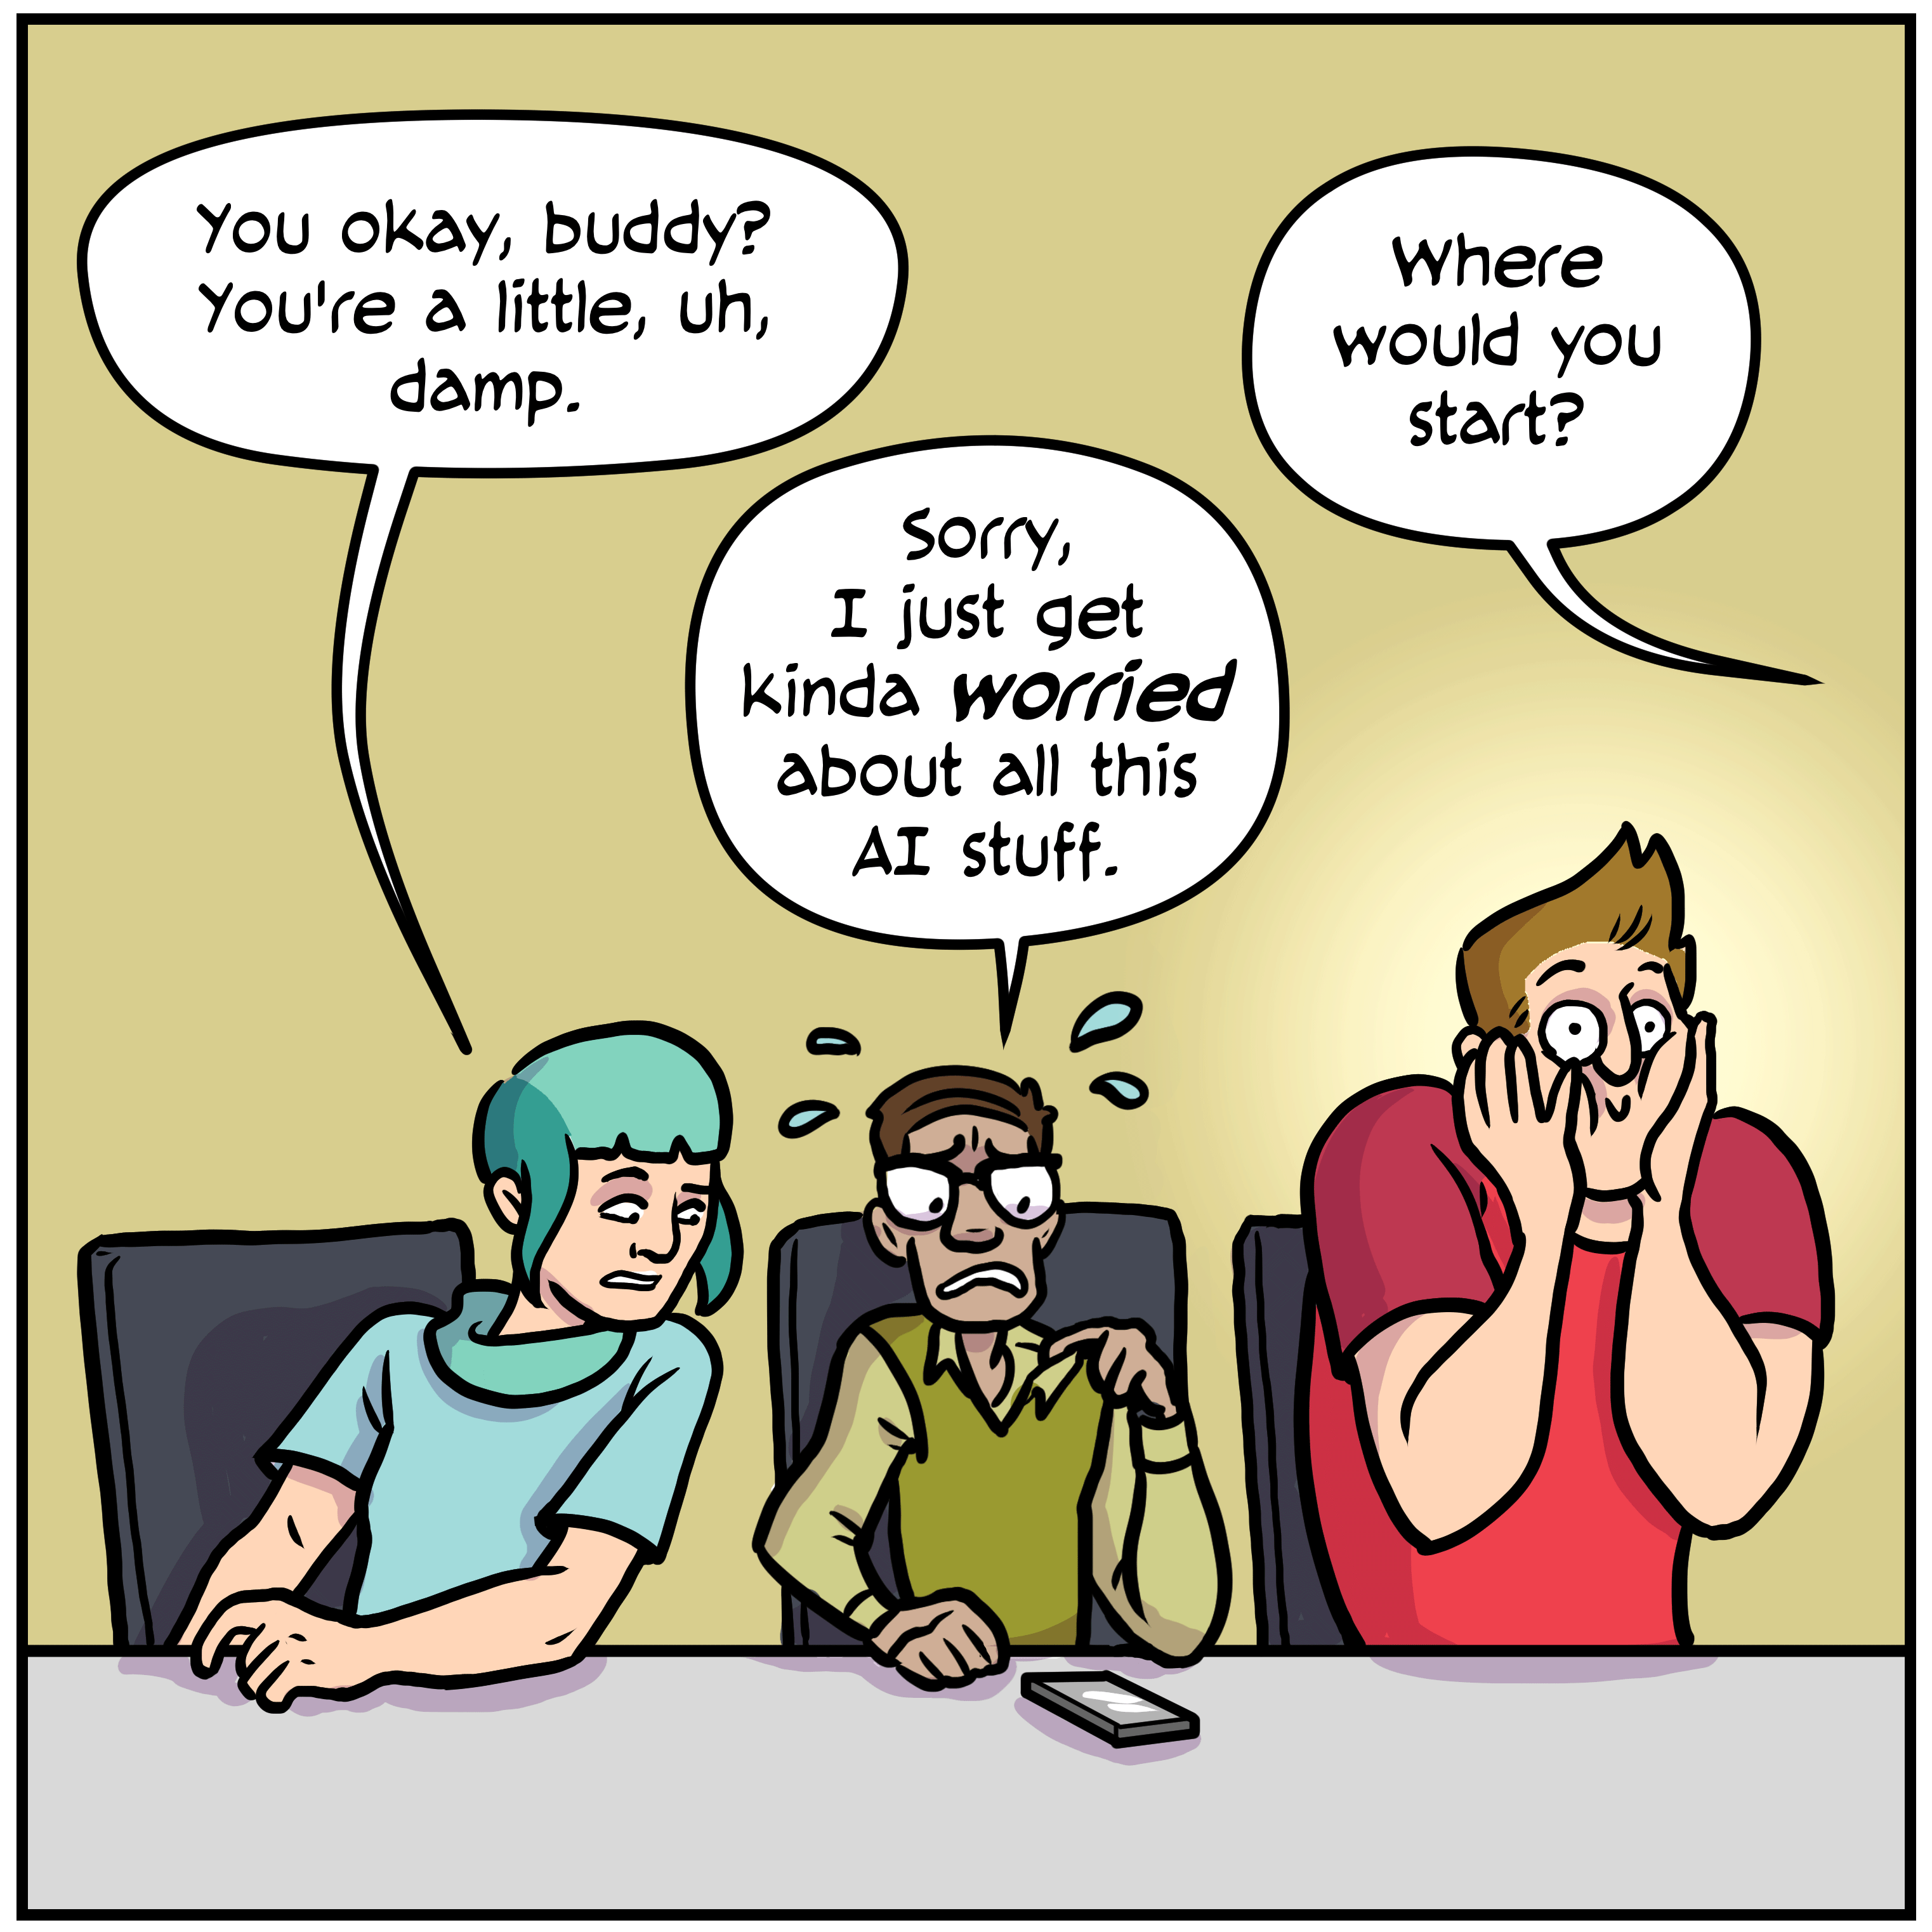 You okay, buddy?
You're a little, uh,
damp.
Sorry,
I just get
kinda worried
about all this
AI stuff.
Where
would you
start?